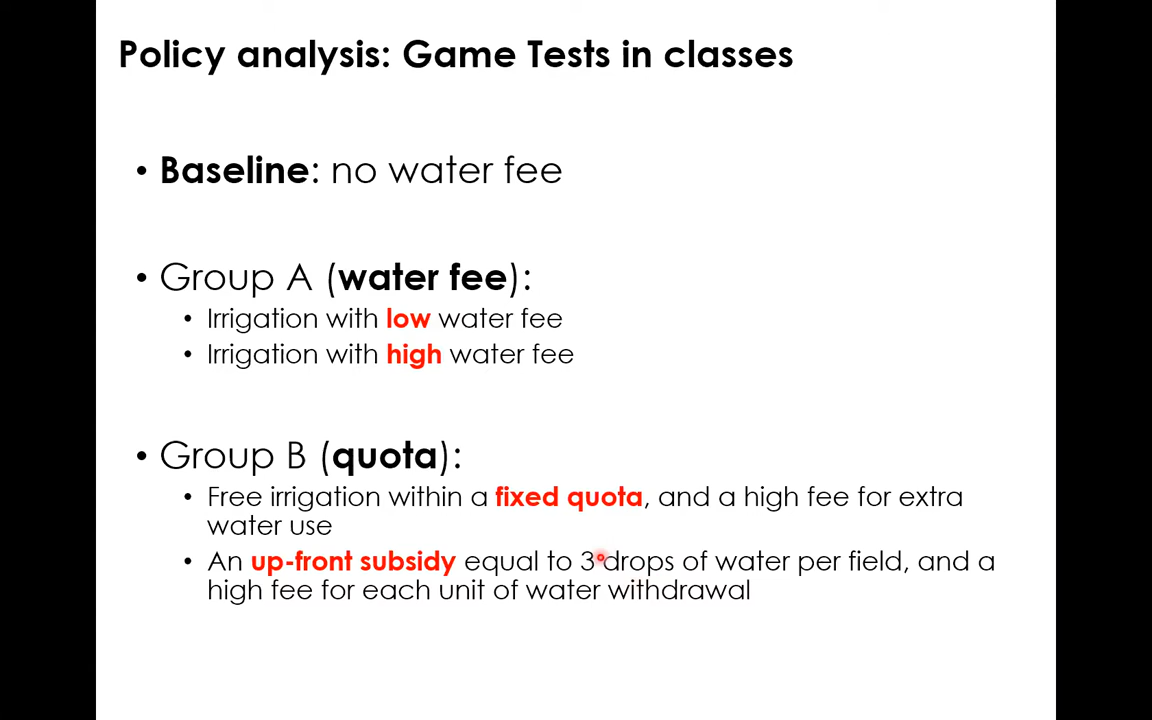 Policy analysis: Game Tests in classes
• Baseline: no water fee
• Group A (water fee):
• Irrigation with low water fee
• Irrigation with high water fee
• Group B (quota):
• Free irrigation within a fixed quota, and a high fee for extra
water use
• An up-front subsidy equal to 3 drops of water per field, and a
high fee for each unit of water withdrawal